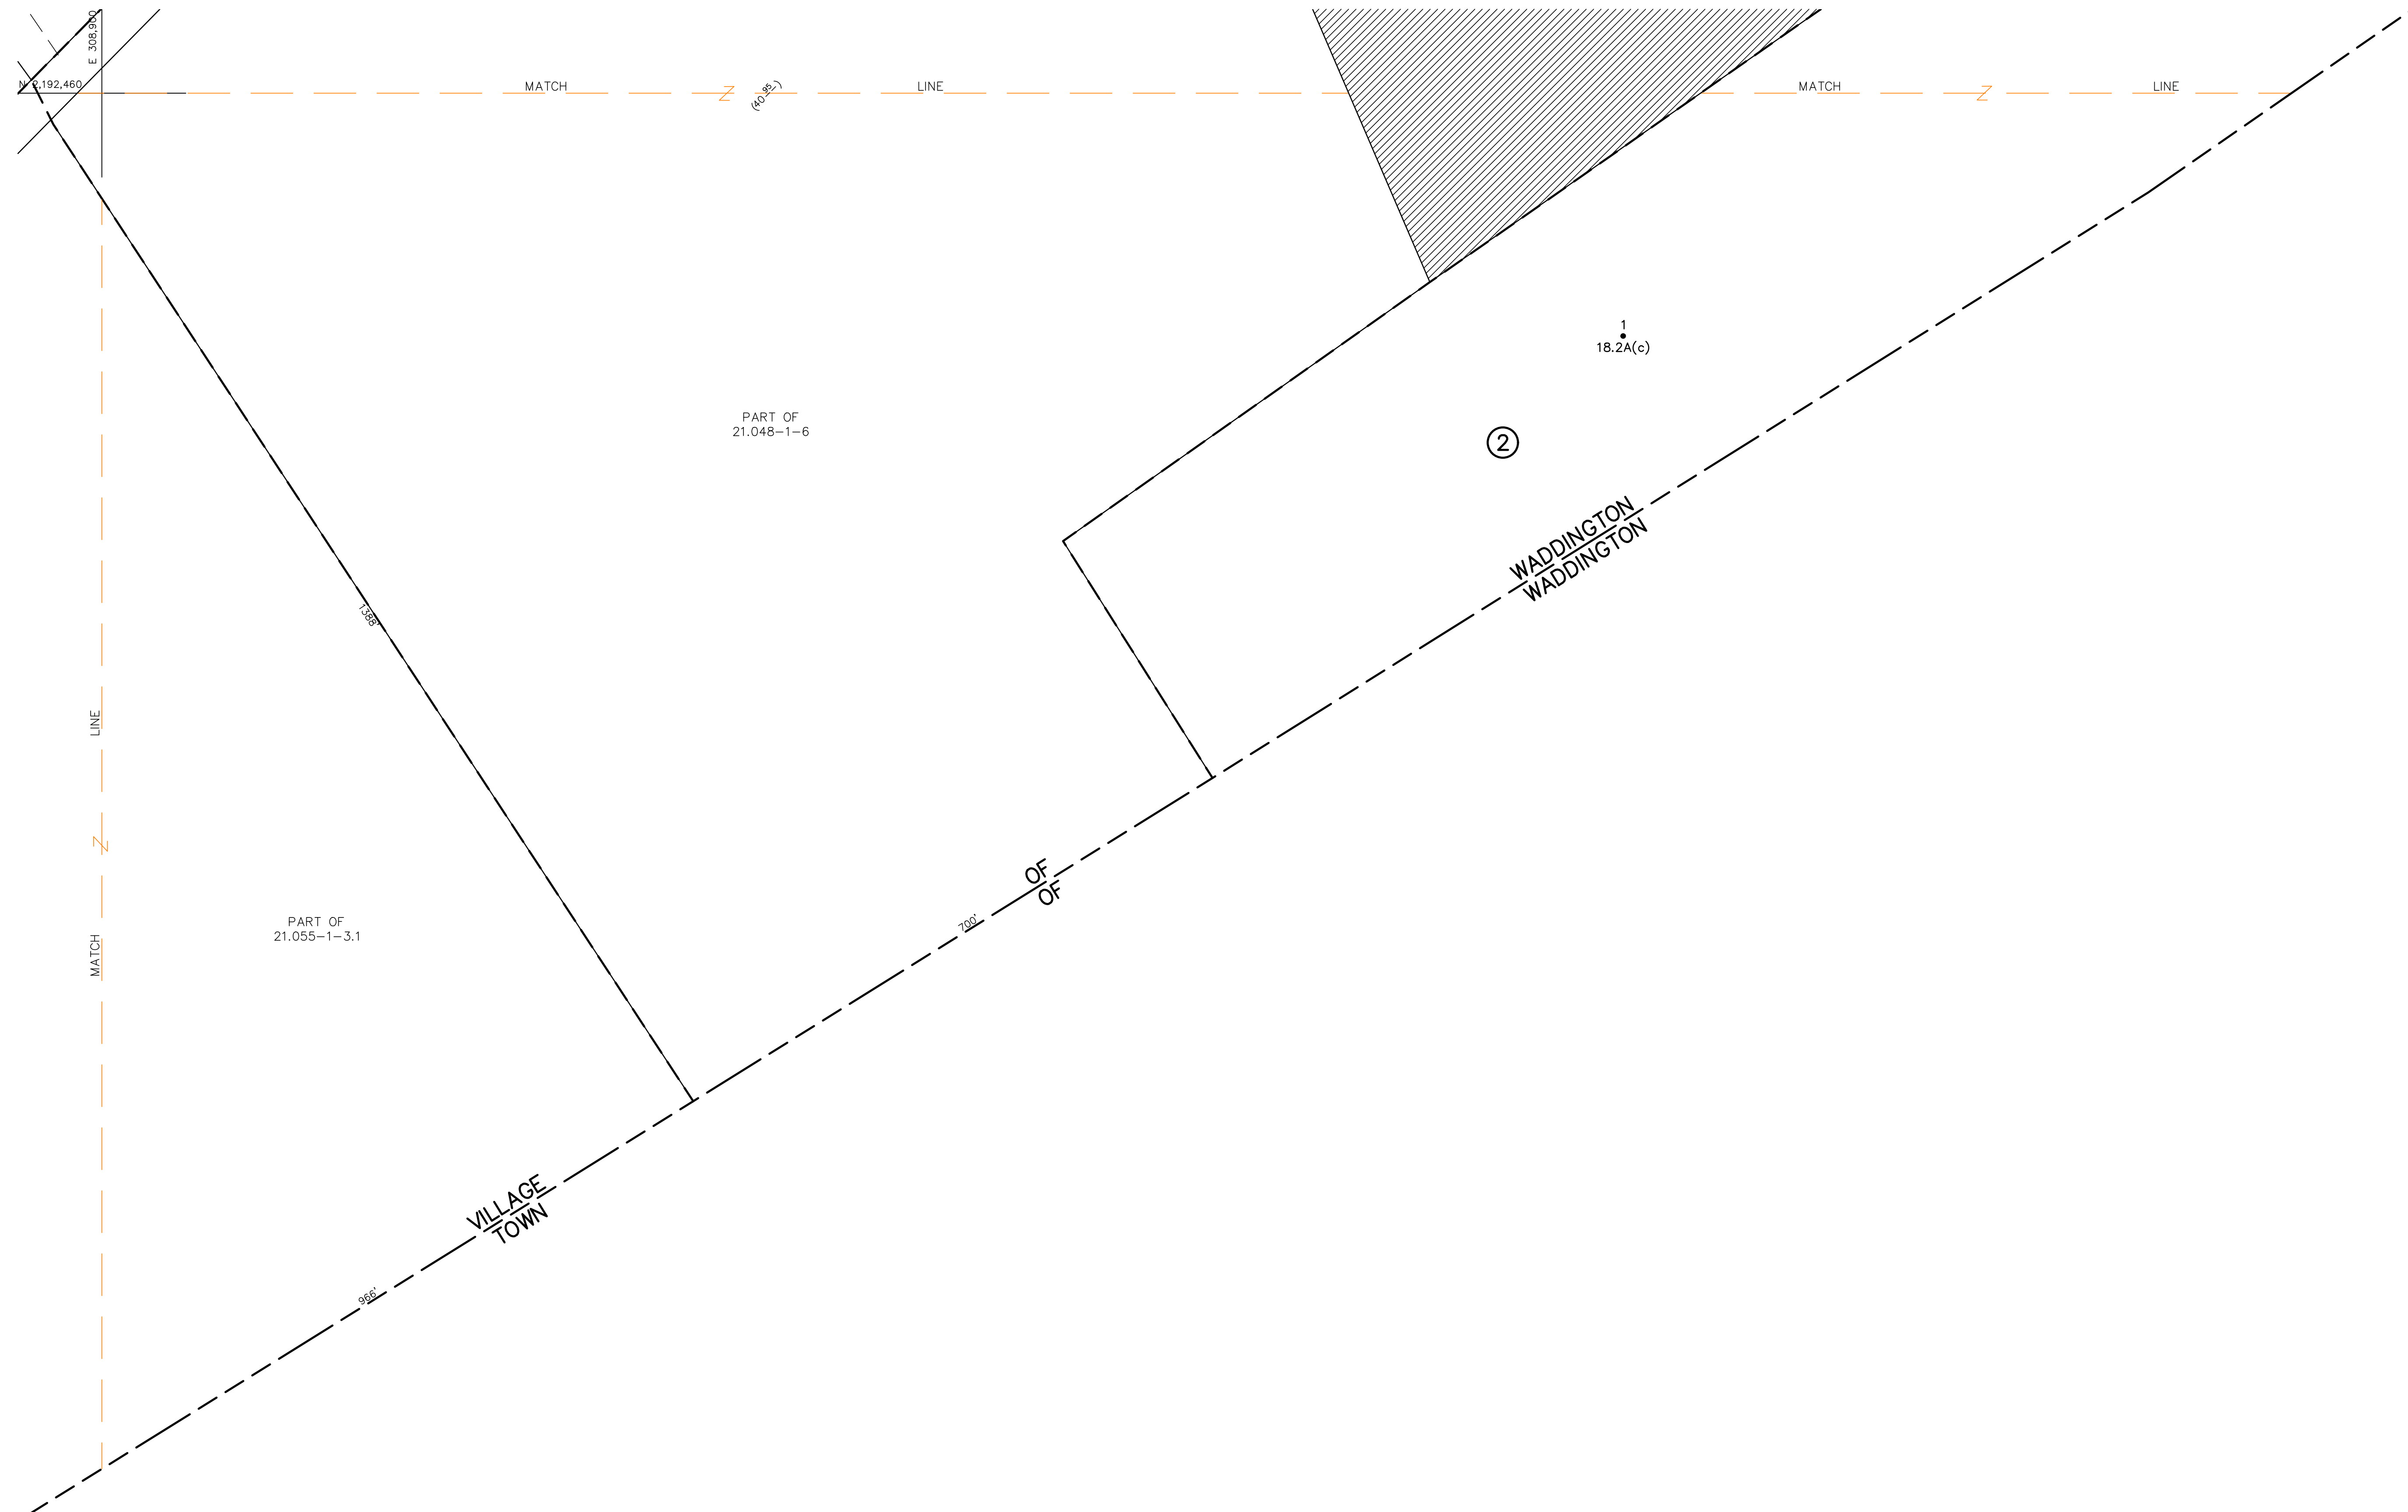 E 308,900
N 2,192,460
MATCH
LINE
MATCH
LINE
(40 95 )
1
18.2A(c)
PART OF
21.048-1-6
2
WADDINGTON
WADDINGTON
1388'
LINE
OF
OF
700'
PART OF
21.055-1-3.1
MATCH
VILLAGE
TOWN
966'